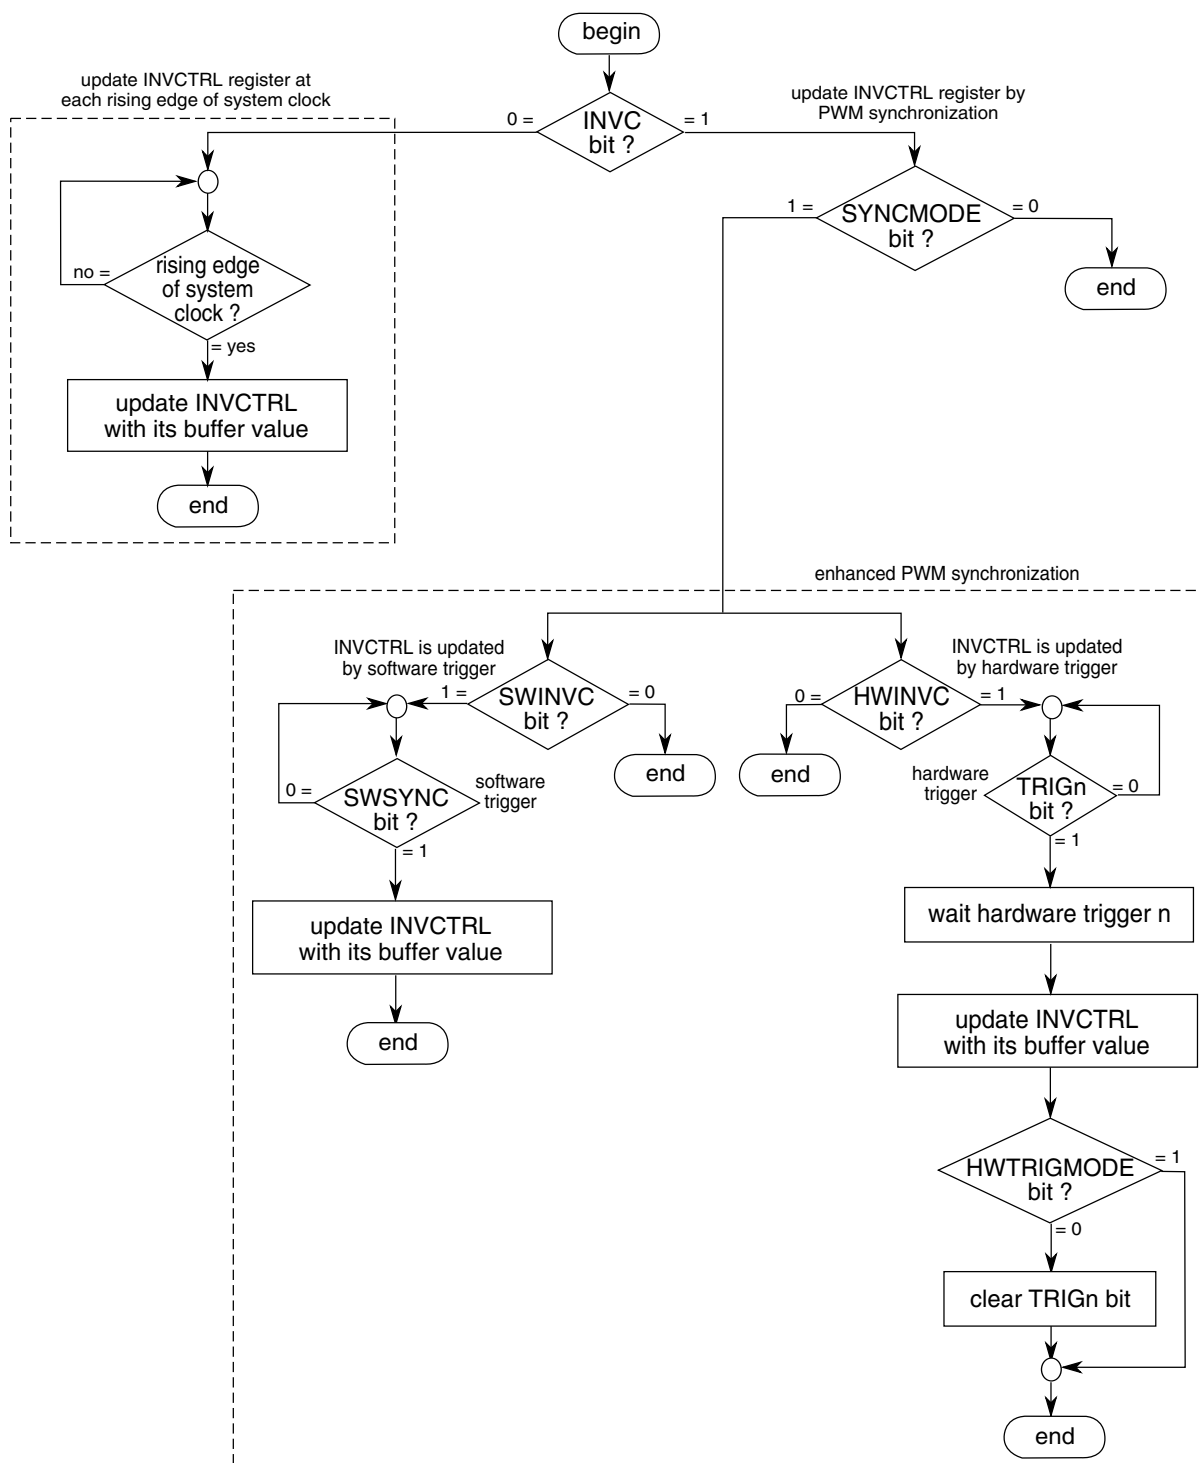 begin
update INVCTRL register at
each rising edge of system clock
update INVCTRL register by
PWM synchronization
0 =
INVC
bit ?
= 1
1 =
SYNCMODE
bit ?
= 0
end
no =
rising edge
of system
clock ?
= yes
update INVCTRL
with its buffer value
end
enhanced PWM synchronization
INVCTRL is updated
by software trigger
INVCTRL is updated
by hardware trigger
1 =
SWINVC
bit ?
= 0
end
0 =
HWINVC
bit ?
= 1
end
0 =
SWSYNC
bit ?
software
trigger
= 1
hardware
trigger
TRIGn
bit ?
= 0
= 1
update INVCTRL
with its buffer value
end
wait hardware trigger n
update INVCTRL
with its buffer value
HWTRIGMODE
bit ?
= 1
= 0
clear TRIGn bit
end